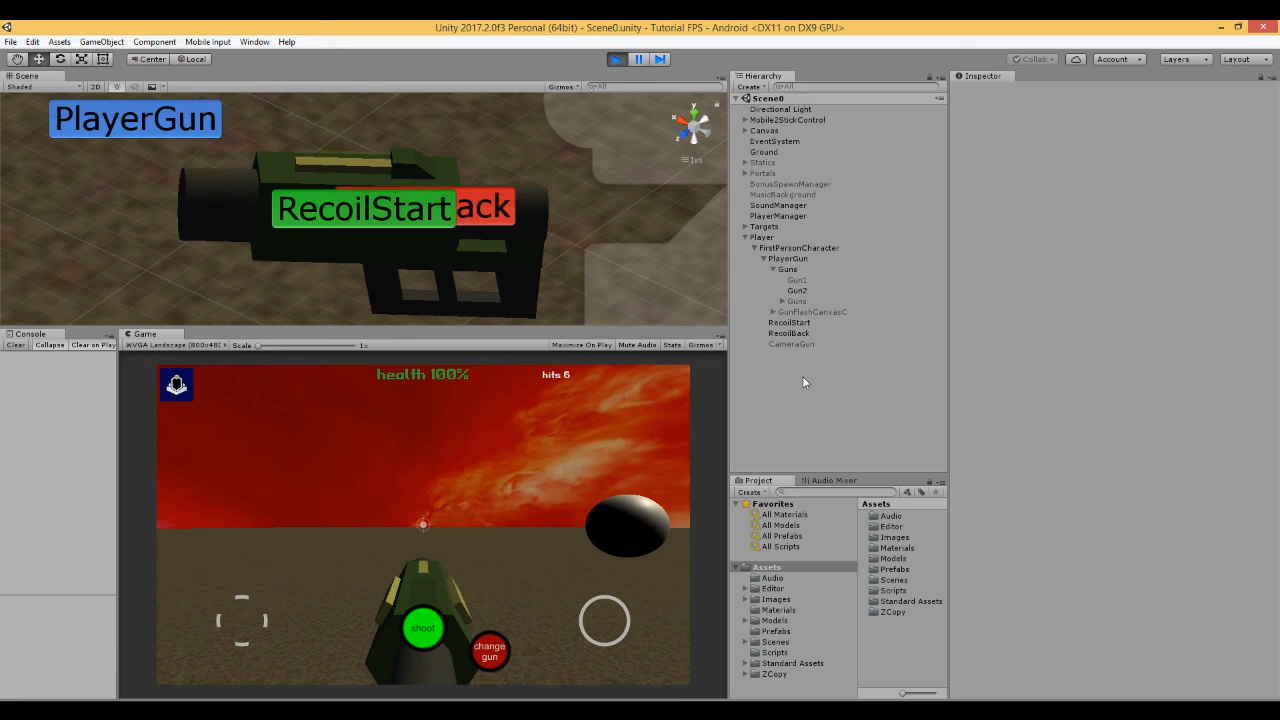 Unity 2017.2.0f3 Personal (64bit) - Scene0.unity - Tutorial FPS - Android <DX11 on DX9 GPU>
File Edit Assets GameObject Component Mobile Input Window Help
Center Local Collab Account Layers Layout
Scene
Shaded 2D Gizmos All
PlayerGun
y
x
z
Iso
RecoilStart ack
Console Game
Clear Collapse Clear on Play WVGA Landscape (800x480) Scale 1x Maximize On Play Mute Audio Stats Gizmos
health 100% hits 6
shoot
change
gun
Hierarchy
Create All
Scene0
Directional Light
Mobile2StickControl
Canvas
EventSystem
Ground
Statics
Portals
BonusSpawnManager
MusicBackground
SoundManager
PlayerManager
Targets
Player
FirstPersonCharacter
PlayerGun
Guns
Gun1
Gun2
Guns
GunFlashCanvasC
RecoilStart
RecoilBack
CameraGun
Project Audio Mixer
Create
Favorites
All Materials
All Models
All Prefabs
All Scripts
Assets
Audio
Editor
Images
Materials
Models
Prefabs
Scenes
Scripts
Standard Assets
ZCopy
Assets
Audio
Editor
Images
Materials
Models
Prefabs
Scenes
Scripts
Standard Assets
ZCopy
Inspector